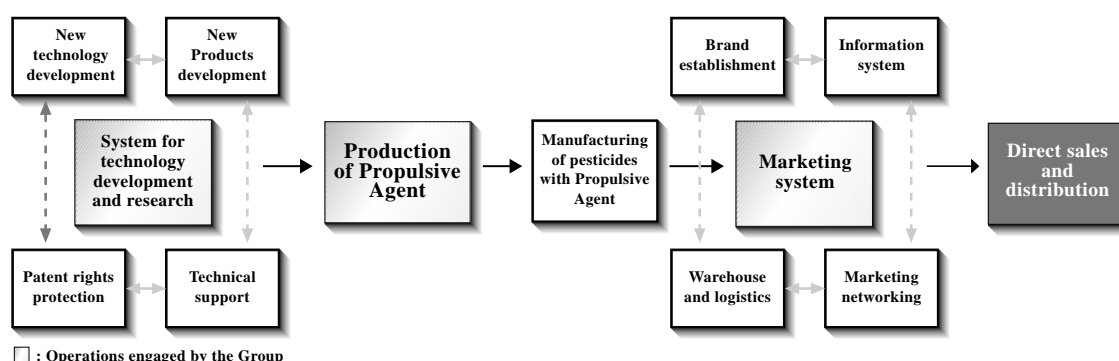 New
technology
development
New
Products
development
System for
technology
development
and research
Patent rights
protection
Technical
support
Production
of Propulsive
Agent
Manufacturing
of pesticides
with Propulsive
Agent
Brand
establishment
Information
system
Marketing
system
Warehouse
and logistics
Marketing
networking
Direct sales
and
distribution
: Operations engaged by the Group